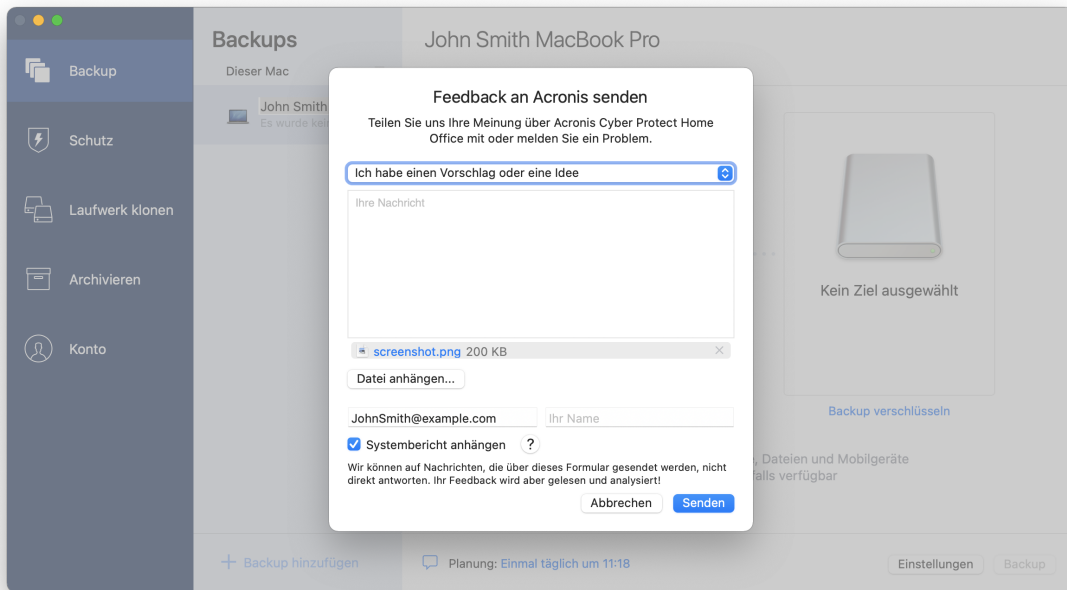 Backups
John Smith MacBook Pro
Backup
Dieser Mac
John Smith
Es wurde
Schutz
Laufwerk klonen
Archivieren
Konto
Feedback an Acronis senden
Teilen Sie uns Ihre Meinung über Acronis Cyber Protect Home
Office mit oder melden Sie ein Problem.
Ich habe einen Vorschlag oder eine Idee
Ihre Nachricht
screenshot.png 200 KB
Datei anhängen...
JohnSmith@example.com
Ihr Name
Systembericht anhängen ?
Wir können auf Nachrichten, die über dieses Formular gesendet werden, nicht
direkt antworten. Ihr Feedback wird aber gelesen und analysiert!
Abbrechen
Senden
Kein Ziel ausgewählt
Backup verschlüsseln
, Dateien und Mobilgeräte
falls verfügbar
Backup hinzufügen
Planung: Einmal täglich um 11:18
Einstellungen
Backup